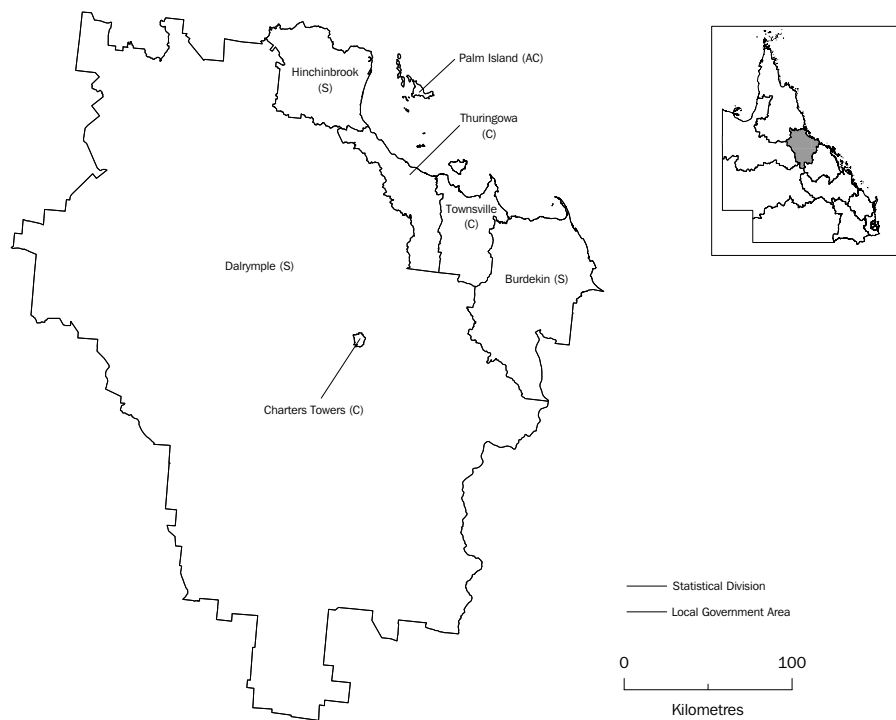 Palm Island (AC)
Hinchinbrook
(S)
Thuringowa
(C)
Townsville
(C)
Dalrymple (S)
Burdekin (S)
Charters Towers (C)
Statistical Division
Local Government Area
0 100
Kilometres